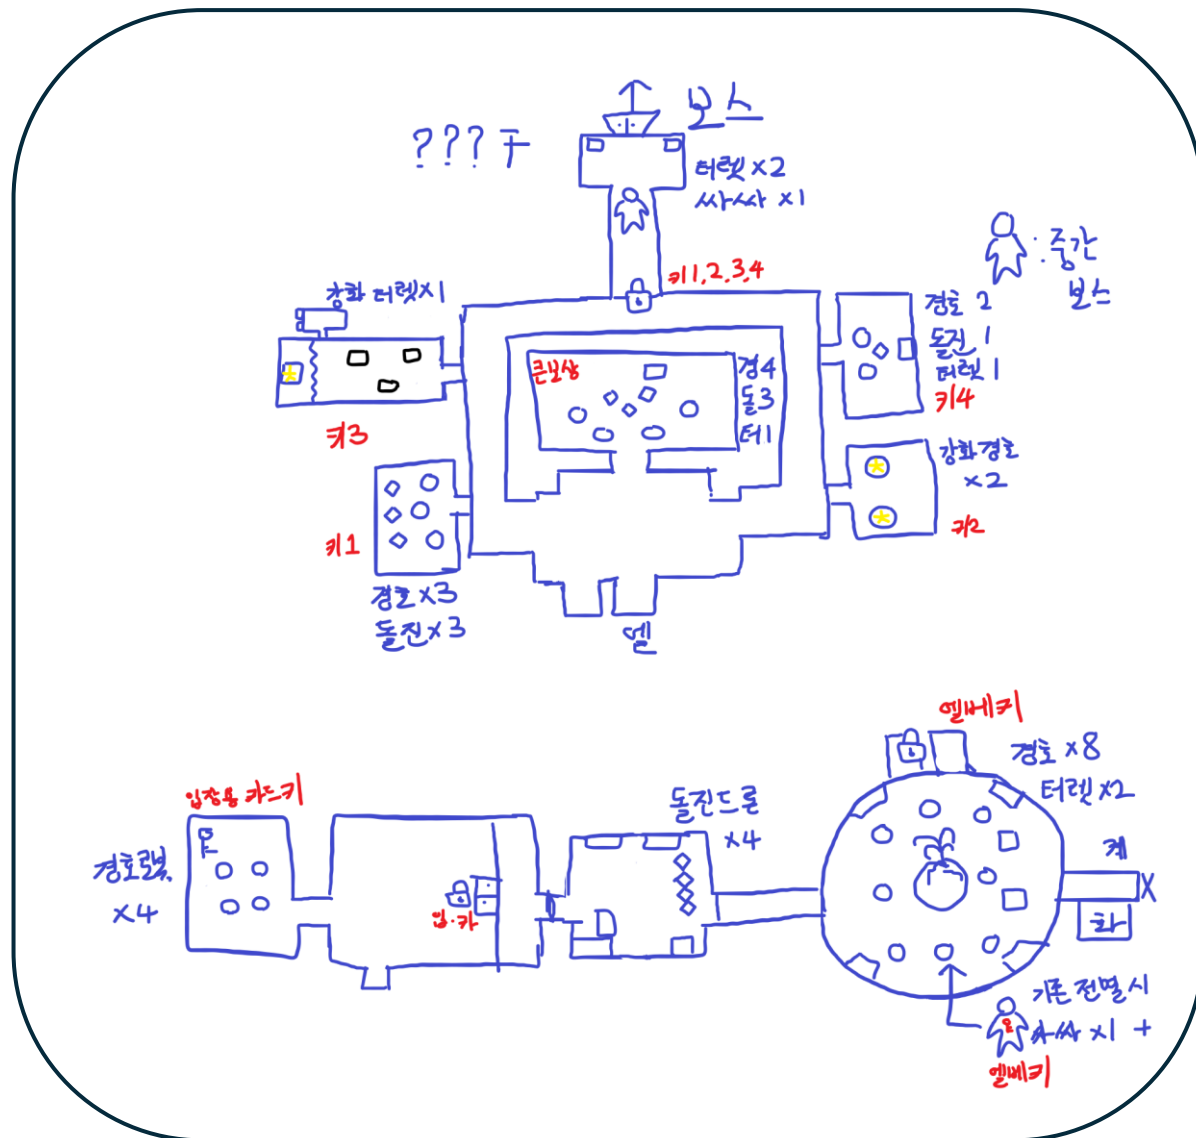 보스
??? F
터렛 x2
싸싸 x1
키1,2,3,4
: 중간
보스
강화 터렛x1
경호 2
돌진 1
터렛 1
키4
큰보상
경4
돌3
터1
키3
강화경호
x2
키2
키1
경호x3
돌진x3
엘
엘베키
경호 x8
터렛x2
입장용 카드키
돌진드론
x4
경호로봇
x4
입·카
계
X
화
기존 전멸시
싸싸 x1 +
엘베키